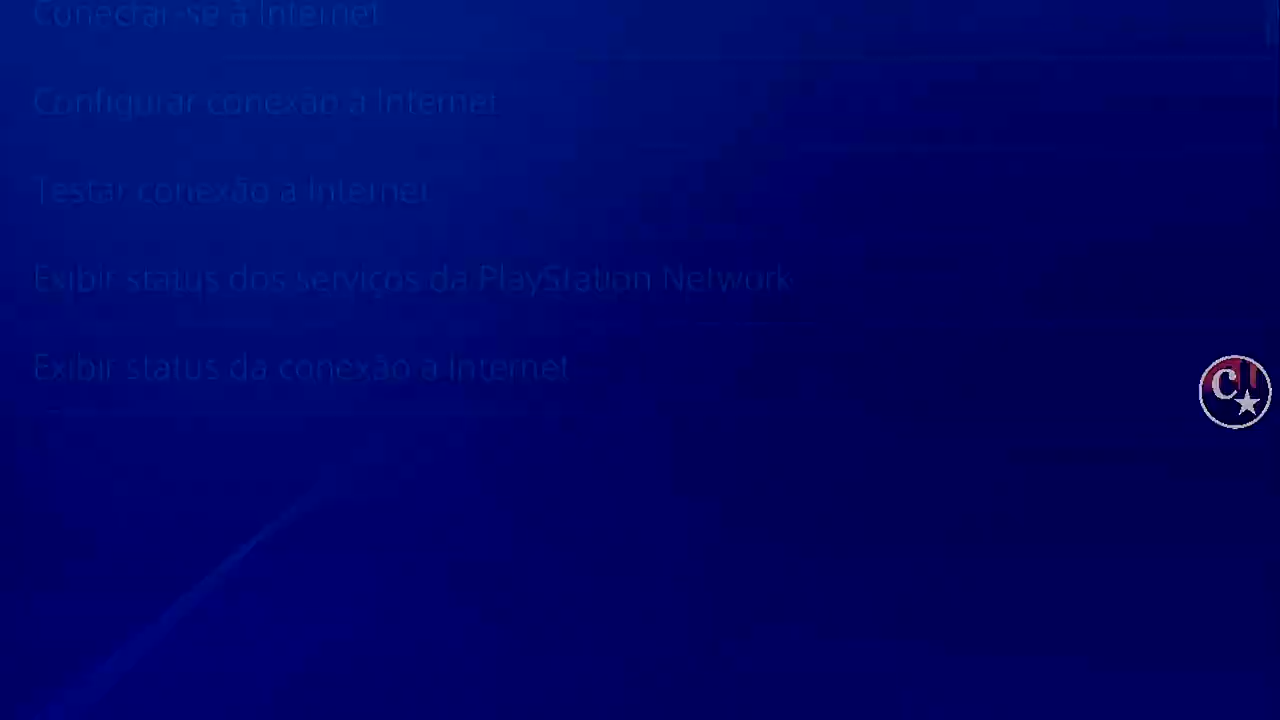 Conectar-se à Internet
Configurar conexão à Internet
Testar conexão à Internet
Exibir status dos serviços da PlayStation Network
Exibir status da conexão à Internet
C